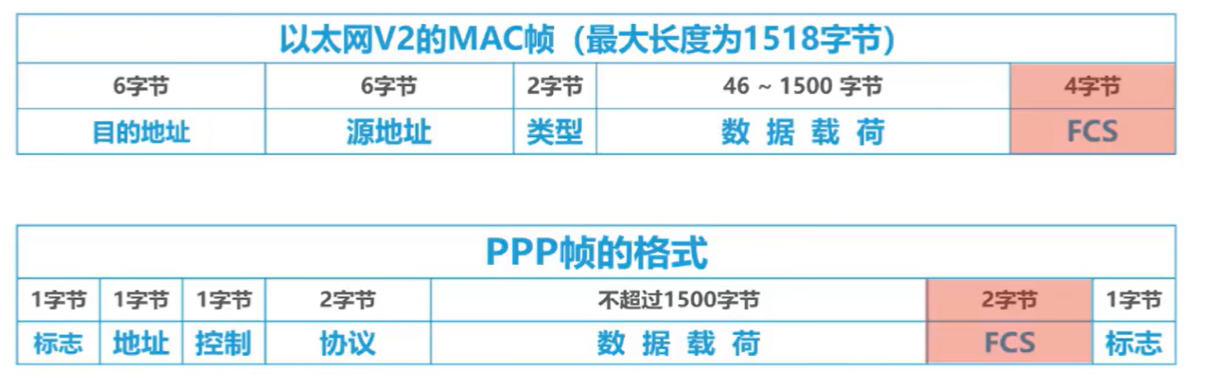 以太网V2的MAC帧（最大长度为1518字节）
6字节 6字节 2字节 46 ~ 1500 字节 4字节
目的地址 源地址 类型 数 据 载 荷 FCS
PPP帧的格式
1字节 1字节 1字节 2字节 不超过1500字节 2字节 1字节
标志 地址 控制 协议 数 据 载 荷 FCS 标志